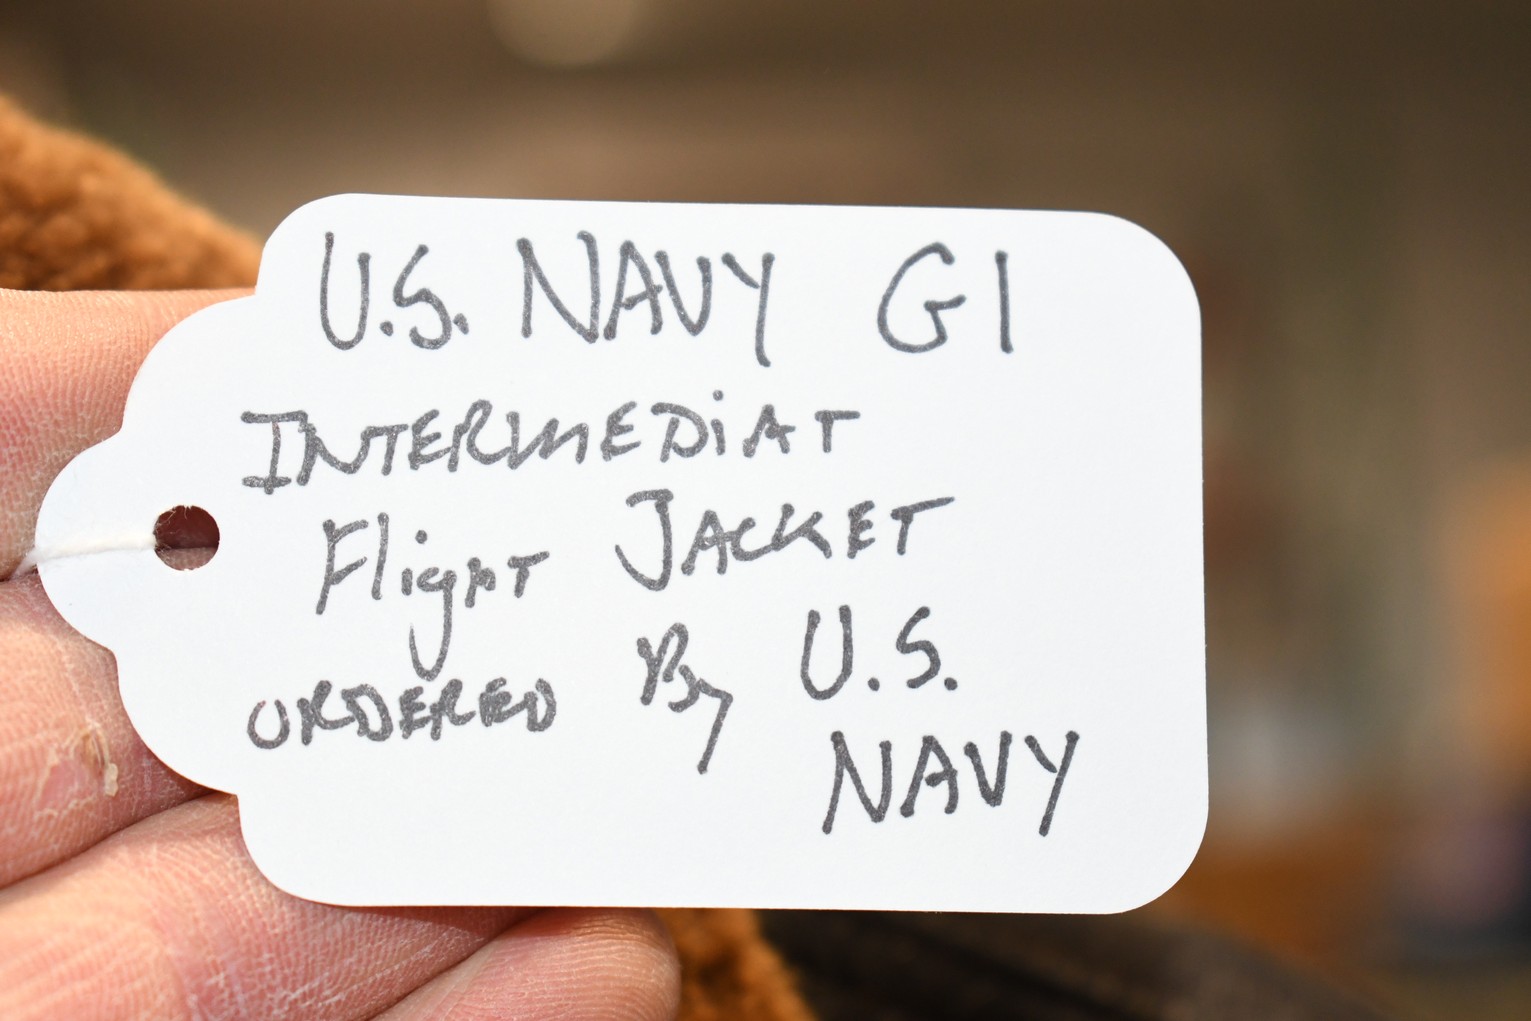 U.S. NAVY G1
INTERMEDIAT
Flight JACKET
ORDERED By U.S.
NAVY